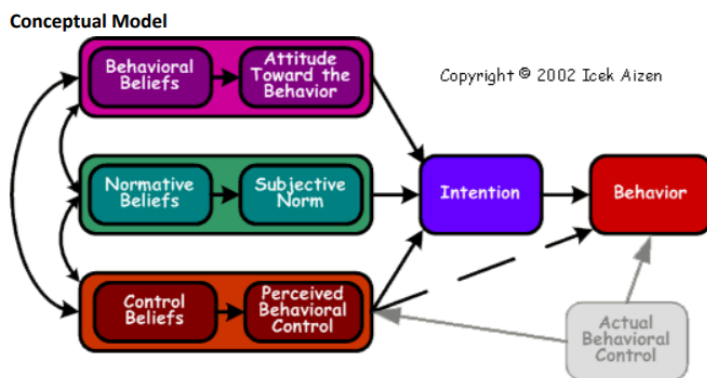 Conceptual Model
Behavioral
Beliefs
Attitude
Toward the
Behavior
Copyright © 2002 Icek Aizen
Normative
Beliefs
Subjective
Norm
Intention
Behavior
Control
Beliefs
Perceived
Behavioral
Control
Actual
Behavioral
Control